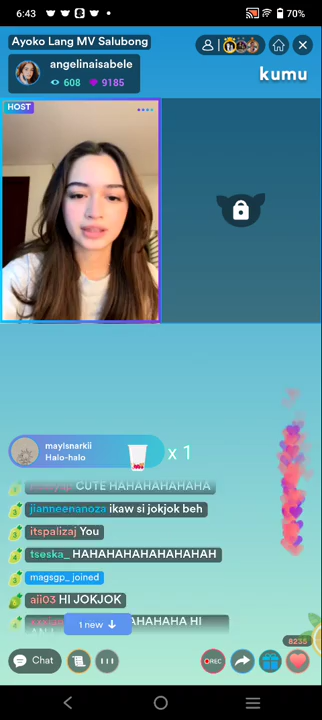 6:43
70%
Ayoko Lang MV Salubong
angelinaisabele
608 9185
kumu
HOST
maylsnarkii
Halo-halo
x 1
CUTE HAHAHAHAHAHA
jianneenanoza ikaw si jokjok beh
itspalizaj You
tseska_ HAHAHAHAHAHAHAH
magsgp_ joined
aii03 HI JOKJOK
1 new
AHAHAHA HI
8235
Chat
REC